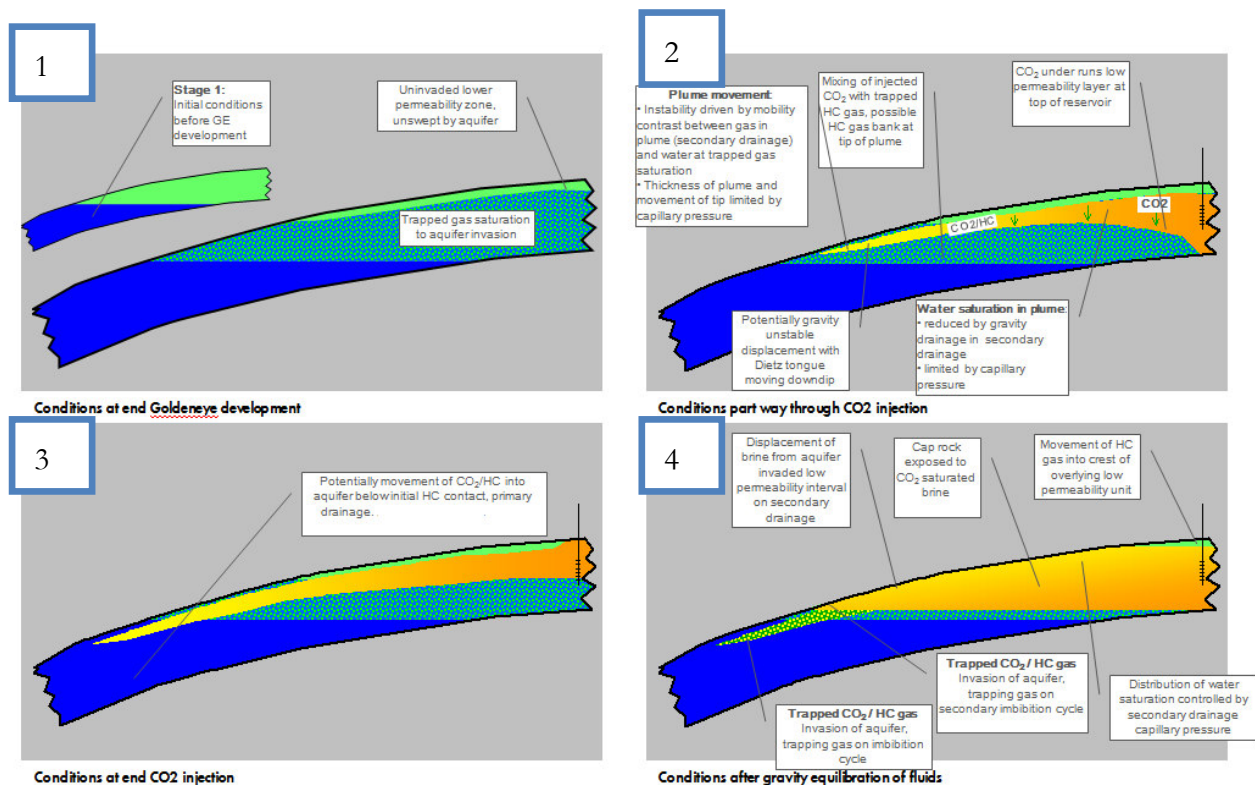 1
Stage 1:
Initial conditions
before GE
development
Uninvaded lower
permeability zone,
unswept by aquifer
Trapped gas saturation
to aquifer invasion
Conditions at end Goldeneye development
2
Plume movement:
• Instability driven by mobility
contrast between gas in
plume (secondary drainage)
and water at trapped gas
saturation
• Thickness of plume and
movement of tip limited by
capillary pressure
Mixing of injected
CO₂ with trapped
HC gas, possible
HC gas bank at
tip of plume
CO₂ under runs low
permeability layer at
top of reservoir
CO2
CO2/HC
Potentially gravity
unstable
displacement with
Dietz tongue
moving downdip
Water saturation in plume:
• reduced by gravity
drainage in secondary
drainage
• limited by capillary
pressure
Conditions part way through CO2 injection
3
Potentially movement of CO₂/HC into
aquifer below initial HC contact, primary
drainage.
Conditions at end CO2 injection
4
Displacement of
brine from aquifer
invaded low
permeability interval
on secondary
drainage
Cap rock
exposed to
CO₂ saturated
brine
Movement of HC
gas into crest of
overlying low
permeability unit
Trapped CO₂ / HC gas
Invasion of aquifer,
trapping gas on imbibition
cycle
Trapped CO₂ / HC gas
Invasion of aquifer,
trapping gas on
secondary imbibition cycle
Distribution of water
saturation controlled by
secondary drainage
capillary pressure
Conditions after gravity equilibration of fluids